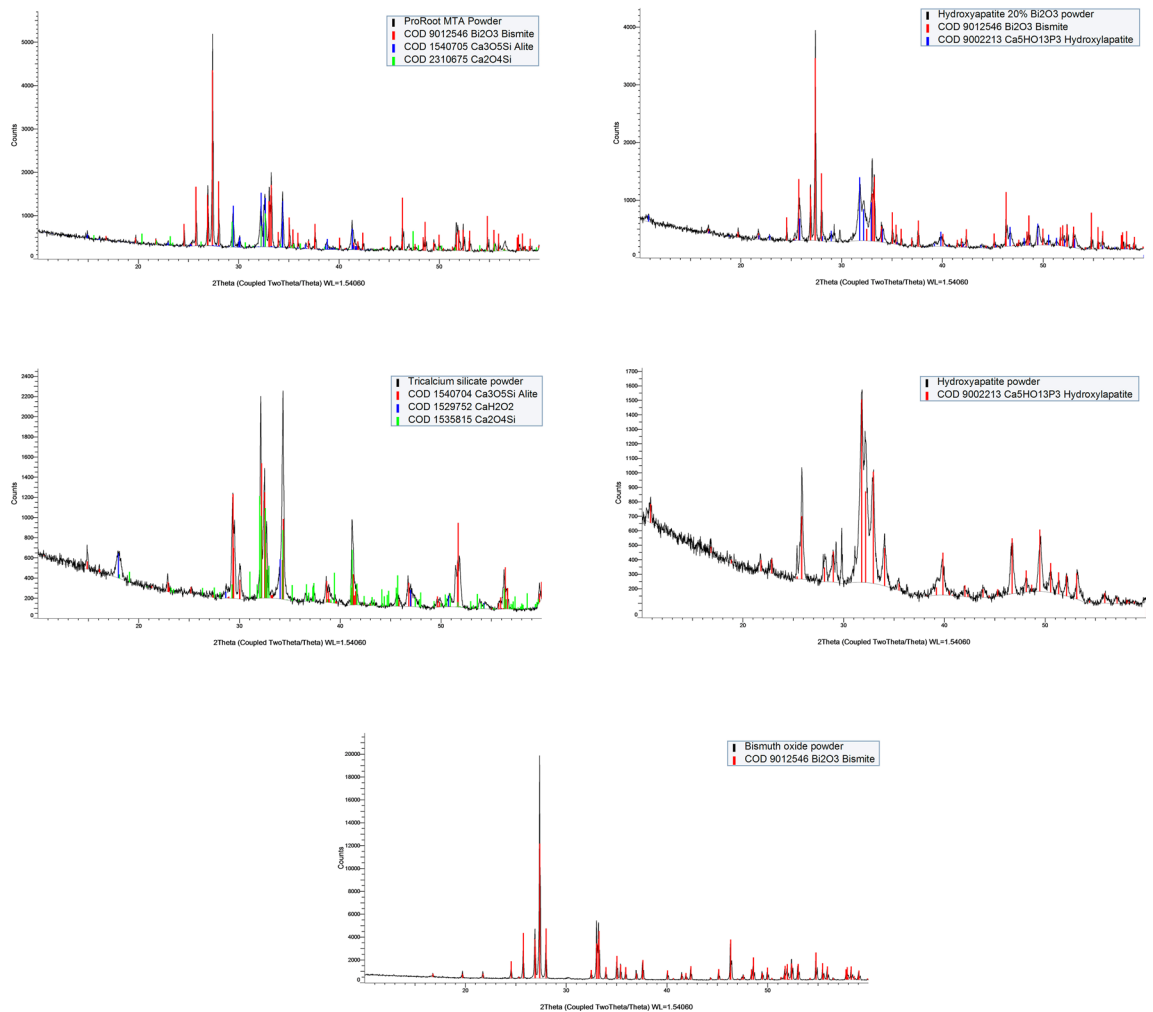 ProRoot MTA Powder
COD 9012546 Bi2O3 Bismite
COD 1540705 Ca3O5Si Alite
COD 2310675 Ca2O4Si
Counts
5000
4000
3000
2000
1000
0
20
30
40
50
2Theta (Coupled TwoTheta/Theta) WL=1.54060
Hydroxyapatite 20% Bi2O3 powder
COD 9012546 Bi2O3 Bismite
COD 9002213 Ca5HO13P3 Hydroxylapatite
Counts
4000
3000
2000
1000
0
20
30
40
50
2Theta (Coupled TwoTheta/Theta) WL=1.54060
Tricalcium silicate powder
COD 1540704 Ca3O5Si Alite
COD 1529752 CaH2O2
COD 1535815 Ca2O4Si
Counts
2400
2200
2000
1800
1600
1400
1200
1000
800
600
400
200
0
20
30
40
50
2Theta (Coupled TwoTheta/Theta) WL=1.54060
Hydroxyapatite powder
COD 9002213 Ca5HO13P3 Hydroxylapatite
Counts
1700
1600
1500
1400
1300
1200
1100
1000
900
800
700
600
500
400
300
200
100
0
20
30
40
50
2Theta (Coupled TwoTheta/Theta) WL=1.54060
Bismuth oxide powder
COD 9012546 Bi2O3 Bismite
Counts
20000
18000
16000
14000
12000
10000
8000
6000
4000
2000
0
20
30
40
50
2Theta (Coupled TwoTheta/Theta) WL=1.54060